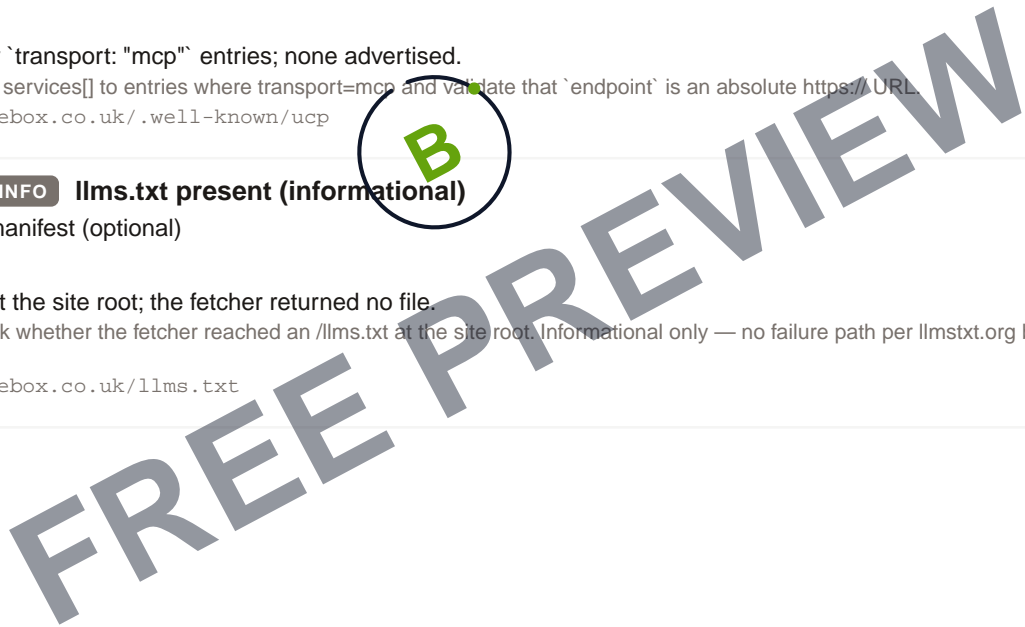 `transport: "mcp"` entries; none advertised.
services[] to entries where transport=mcp and validate that `endpoint` is an absolute https:// URL.
ebox.co.uk/.well-known/ucp
B
INFO llms.txt present (informational)
manifest (optional)
t the site root; the fetcher returned no file.
k whether the fetcher reached an /llms.txt at the site root. Informational only — no failure path per llmstxt.org
ebox.co.uk/llms.txt
FREE PREVIEW